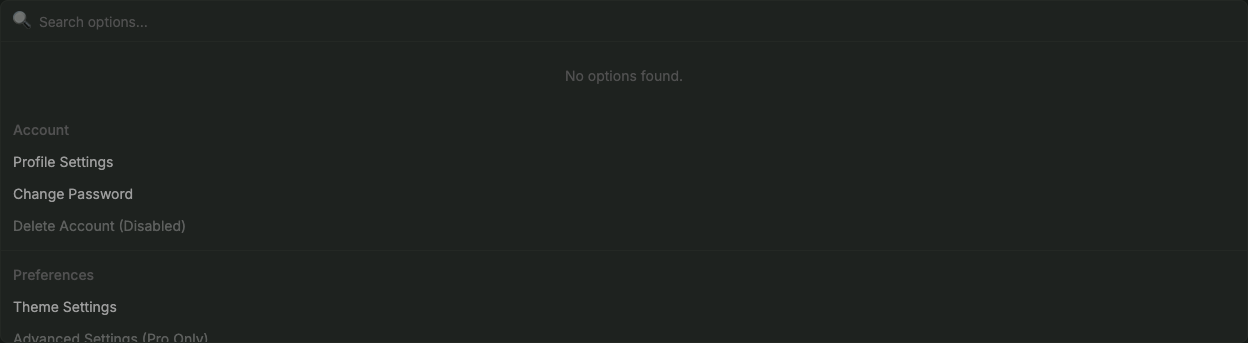 Search options...
No options found.
Account
Profile Settings
Change Password
Delete Account (Disabled)
Preferences
Theme Settings
Advanced Settings (Pro Only)